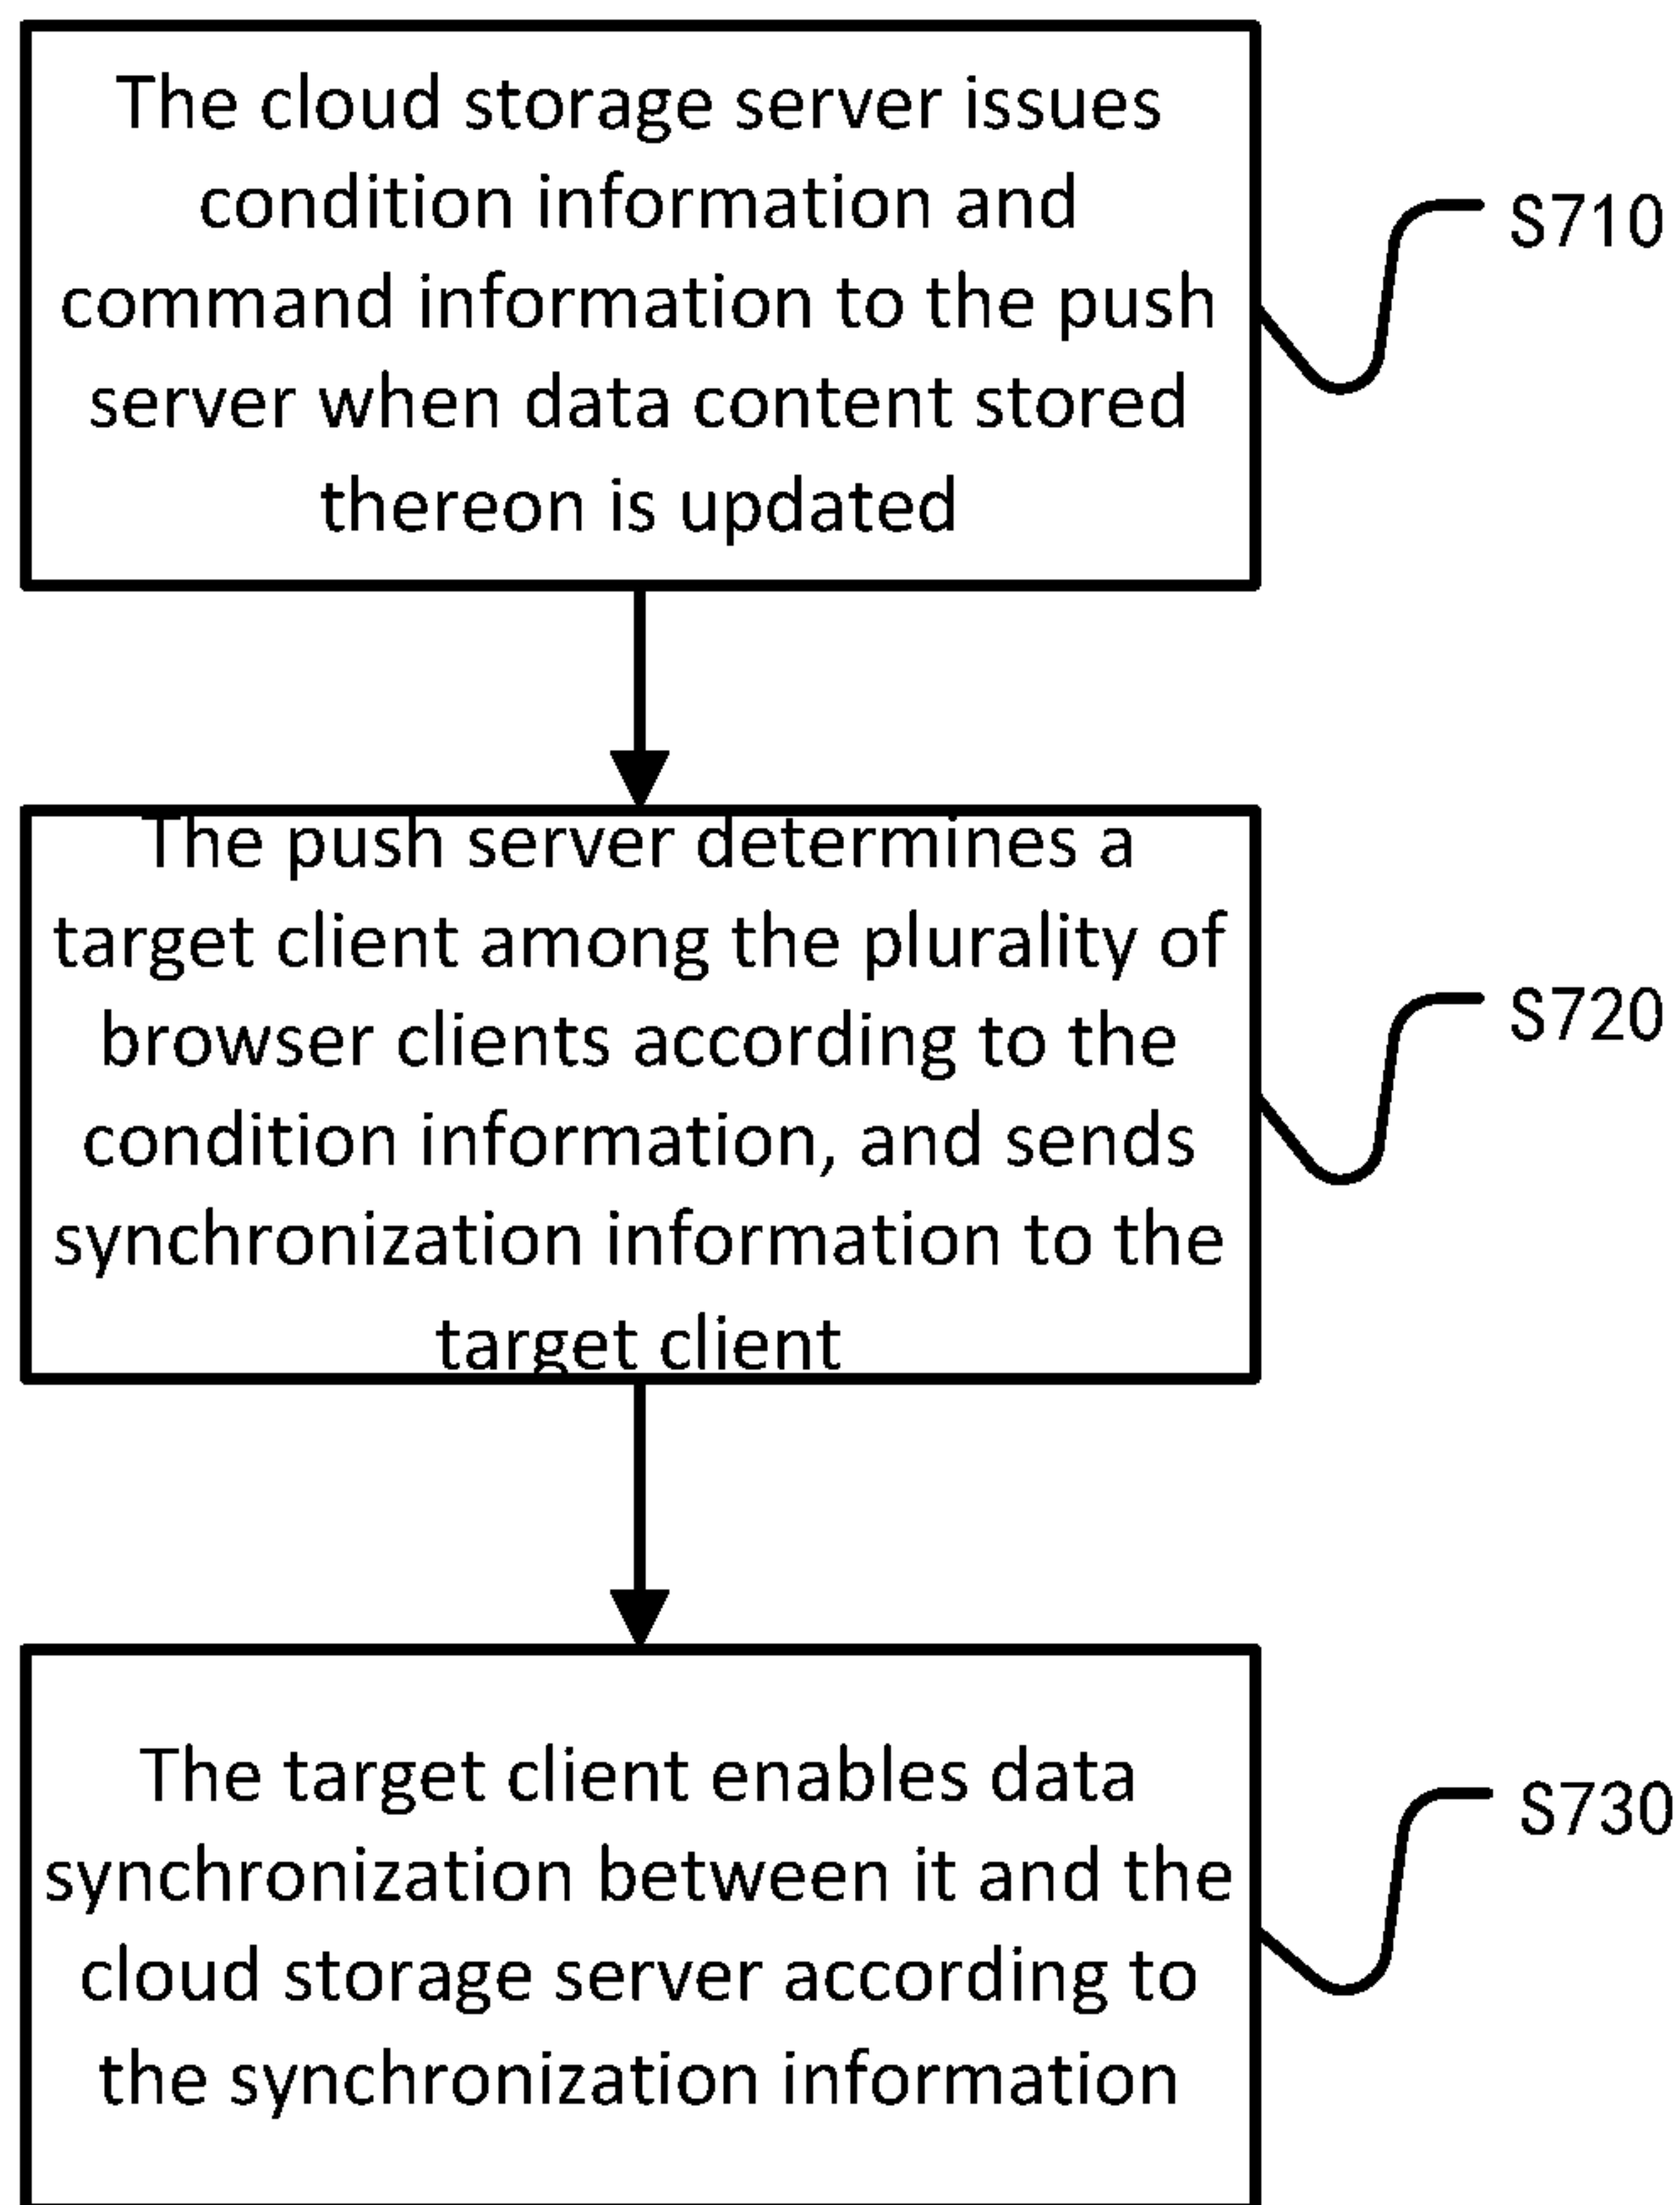 The cloud storage server issues
condition information and
command information to the push
server when data content stored
thereon is updated
S710
The push server determines a
target client among the plurality of
browser clients according to the
condition information, and sends
synchronization information to the
target client
S720
The target client enables data
synchronization between it and the
cloud storage server according to
the synchronization information
S730